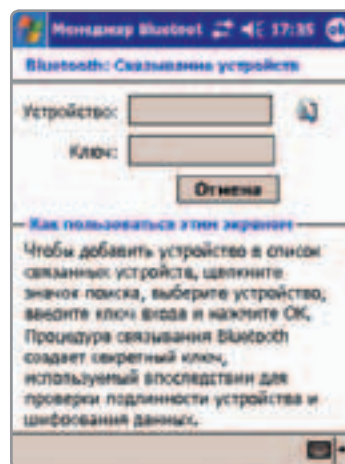 Менеджер Bluetoot 17:35
Bluetooth: Связывание устройств
Устройство:
Ключ:
Отмена
Как пользоваться этим экраном
Чтобы добавить устройство в список
связанных устройств, щелкните
значок поиска, выберите устройство,
введите ключ входа и нажмите OK.
Процедура связывания Bluetooth
создает секретный ключ,
используемый впоследствии для
проверки подлинности устройства и
шифрования данных.